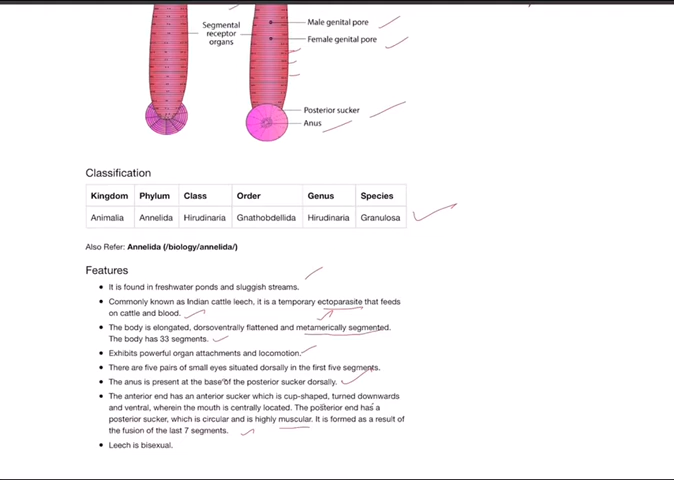 Segmental
receptor
organs
Male genital pore
Female genital pore
Posterior sucker
Anus
Classification
Kingdom Phylum Class Order Genus Species
Animalia Annelida Hirudinaria Gnathobdellida Hirudinaria Granulosa
Also Refer: Annelida (/biology/annelida/)
Features
• It is found in freshwater ponds and sluggish streams.
• Commonly known as Indian cattle leech, it is a temporary ectoparasite that feeds
on cattle and blood.
• The body is elongated, dorsoventrally flattened and metamerically segmented.
The body has 33 segments.
• Exhibits powerful organ attachments and locomotion.
• There are five pairs of small eyes situated dorsally in the first five segments.
• The anus is present at the base of the posterior sucker dorsally.
• The anterior end has an anterior sucker which is cup-shaped, turned downwards
and ventral, wherein the mouth is centrally located. The posterior end has a
posterior sucker, which is circular and is highly muscular. It is formed as a result of
the fusion of the last 7 segments.
• Leech is bisexual.